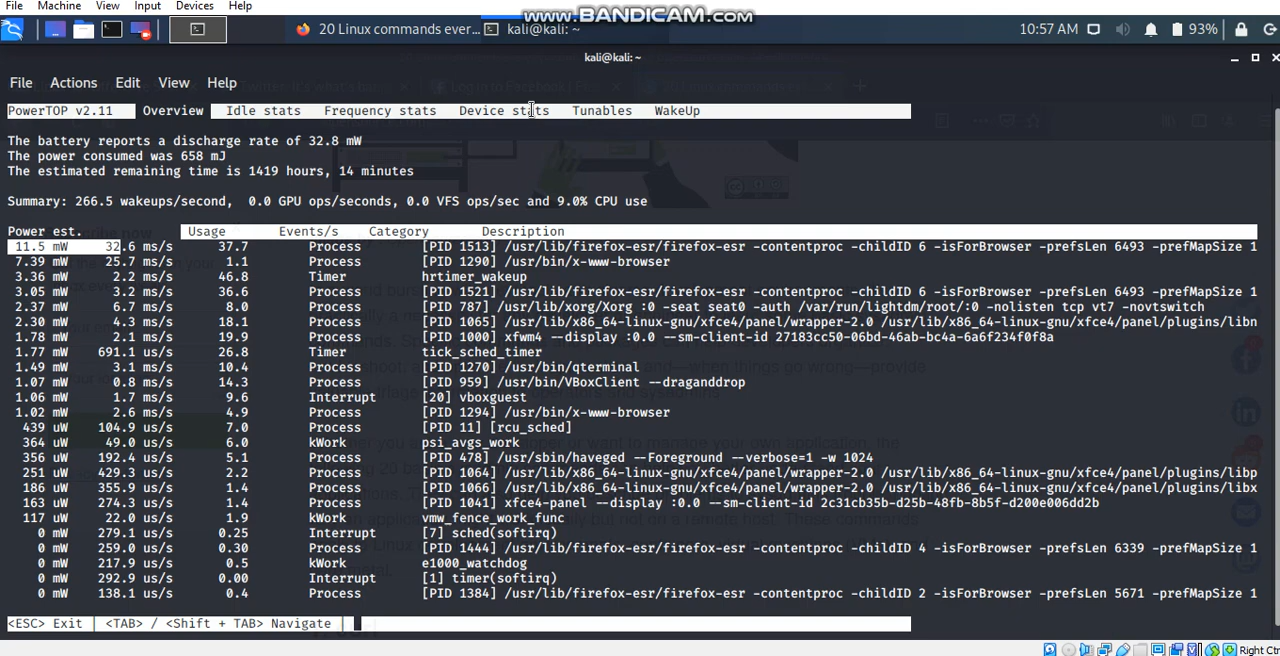 File Machine View Input Devices Help
www.BANDICAM.com
20 Linux commands ever... kali@kali: ~ 10:57 AM 93%
kali@kali: ~
File Actions Edit View Help
PowerTOP v2.11 Overview Idle stats Frequency stats Device stats Tunables WakeUp
The battery reports a discharge rate of 32.8 mW
The power consumed was 658 mJ
The estimated remaining time is 1419 hours, 14 minutes
Summary: 266.5 wakeups/second, 0.0 GPU ops/seconds, 0.0 VFS ops/sec and 9.0% CPU use
Power est. Usage Events/s Category Description
11.5 mW 32.6 ms/s 37.7 Process [PID 1513] /usr/lib/firefox-esr/firefox-esr -contentproc -childID 6 -isForBrowser -prefsLen 6493 -prefMapSize 1
7.39 mW 25.7 ms/s 1.1 Process [PID 1290] /usr/bin/x-www-browser
3.36 mW 2.2 ms/s 46.8 Timer hrtimer_wakeup
3.05 mW 3.2 ms/s 36.6 Process [PID 1521] /usr/lib/firefox-esr/firefox-esr -contentproc -childID 6 -isForBrowser -prefsLen 6493 -prefMapSize 1
2.37 mW 6.7 ms/s 8.0 Process [PID 787] /usr/lib/xorg/Xorg :0 -seat seat0 -auth /var/run/lightdm/root/:0 -nolisten tcp vt7 -novtswitch
2.30 mW 4.3 ms/s 18.1 Process [PID 1065] /usr/lib/x86_64-linux-gnu/xfce4/panel/wrapper-2.0 /usr/lib/x86_64-linux-gnu/xfce4/panel/plugins/libn
1.78 mW 2.1 ms/s 19.9 Process [PID 1000] xfwm4 --display :0.0 --sm-client-id 27183cc50-06bd-46ab-bc4a-6a6f234f0f8a
1.77 mW 691.1 us/s 26.8 Timer tick_sched_timer
1.49 mW 3.1 ms/s 10.4 Process [PID 1270] /usr/bin/qterminal
1.07 mW 0.8 ms/s 14.3 Process [PID 959] /usr/bin/VBoxClient --draganddrop
1.06 mW 1.7 ms/s 9.6 Interrupt [20] vboxguest
1.02 mW 2.6 ms/s 4.9 Process [PID 1294] /usr/bin/x-www-browser
439 uW 104.9 us/s 7.0 Process [PID 11] [rcu_sched]
364 uW 49.0 us/s 6.0 kWork psi_avgs_work
356 uW 192.4 us/s 5.1 Process [PID 478] /usr/sbin/haveged --Foreground --verbose=1 -w 1024
251 uW 429.3 us/s 2.2 Process [PID 1064] /usr/lib/x86_64-linux-gnu/xfce4/panel/wrapper-2.0 /usr/lib/x86_64-linux-gnu/xfce4/panel/plugins/libp
186 uW 355.9 us/s 1.4 Process [PID 1066] /usr/lib/x86_64-linux-gnu/xfce4/panel/wrapper-2.0 /usr/lib/x86_64-linux-gnu/xfce4/panel/plugins/libx
163 uW 274.3 us/s 1.4 Process [PID 1041] xfce4-panel --display :0.0 --sm-client-id 2c31cb35b-d25b-48fb-8b5f-d200e006dd2b
117 uW 22.0 us/s 1.9 kWork vmw_fence_work_func
0 mW 279.1 us/s 0.25 Interrupt [7] sched(softirq)
0 mW 259.0 us/s 0.30 Process [PID 1444] /usr/lib/firefox-esr/firefox-esr -contentproc -childID 4 -isForBrowser -prefsLen 6339 -prefMapSize 1
0 mW 217.9 us/s 0.5 kWork e1000_watchdog
0 mW 292.9 us/s 0.00 Interrupt [1] timer(softirq)
0 mW 138.1 us/s 0.4 Process [PID 1384] /usr/lib/firefox-esr/firefox-esr -contentproc -childID 2 -isForBrowser -prefsLen 5671 -prefMapSize 1
<ESC> Exit | <TAB> / <Shift + TAB> Navigate |
Right Ctr